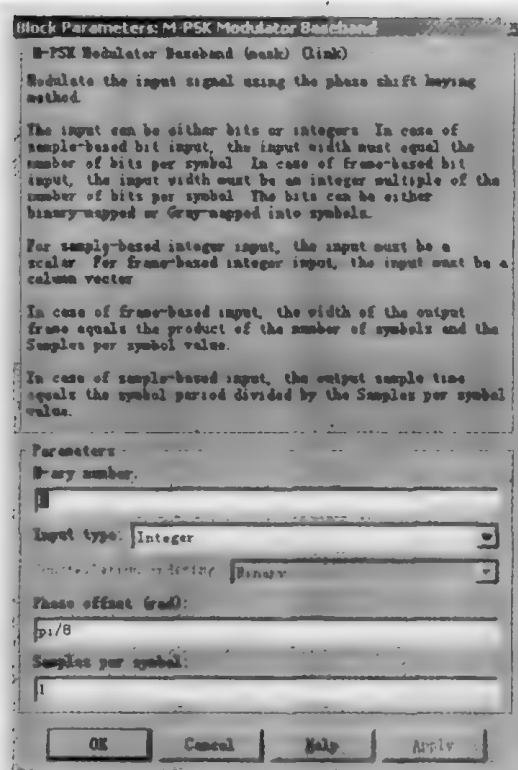 Block Parameters: M-PSK Modulator Baseband
M-PSK Modulator Baseband (mask) (link)
Modulate the input signal using the phase shift keying
method.
The input can be either bits or integers. In case of
sample-based bit input, the input width must equal the
number of bits per symbol. In case of frame-based bit
input, the input width must be an integer multiple of the
number of bits per symbol. The bits can be either
binary-mapped or Gray-mapped into symbols.
For sample-based integer input, the input must be a
scalar. For frame-based integer input, the input must be a
column vector.
In case of frame-based input, the width of the output
frame equals the product of the number of symbols and the
Samples per symbol value.
In case of sample-based input, the output sample time
equals the symbol period divided by the Samples per symbol
value.
Parameters
M-ary number:
Input type: Integer
Constellation ordering: Binary
Phase offset (rad):
pi/8
Samples per symbol:
1
OK Cancel Help Apply